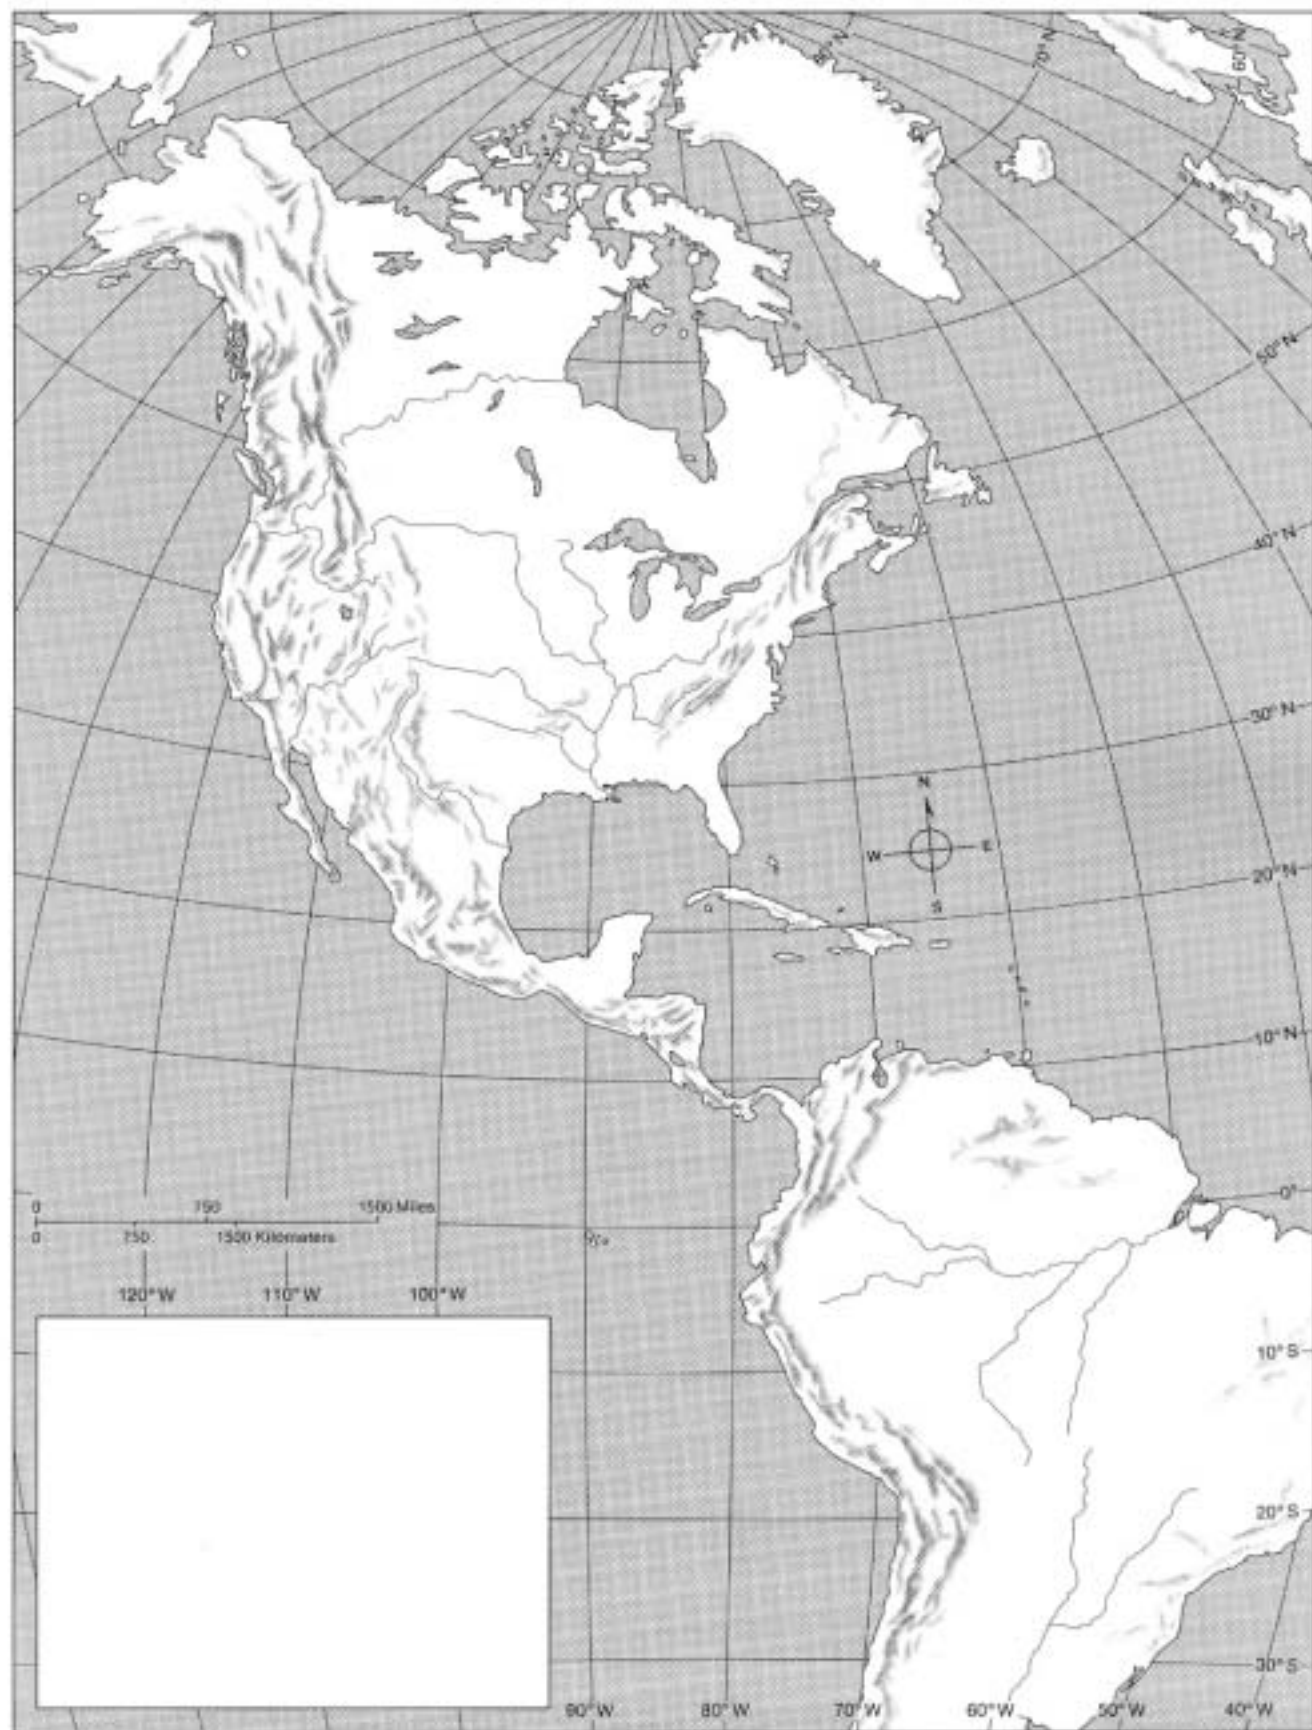 80° N
70° N
60° N
50° N
40° N
30° N
N
W E
S
20° N
10° N
0°
0 750 1500 Miles
0 750 1500 Kilometers
120° W 110° W 100° W
10° S
20° S
30° S
90° W 80° W 70° W 60° W 50° W 40° W